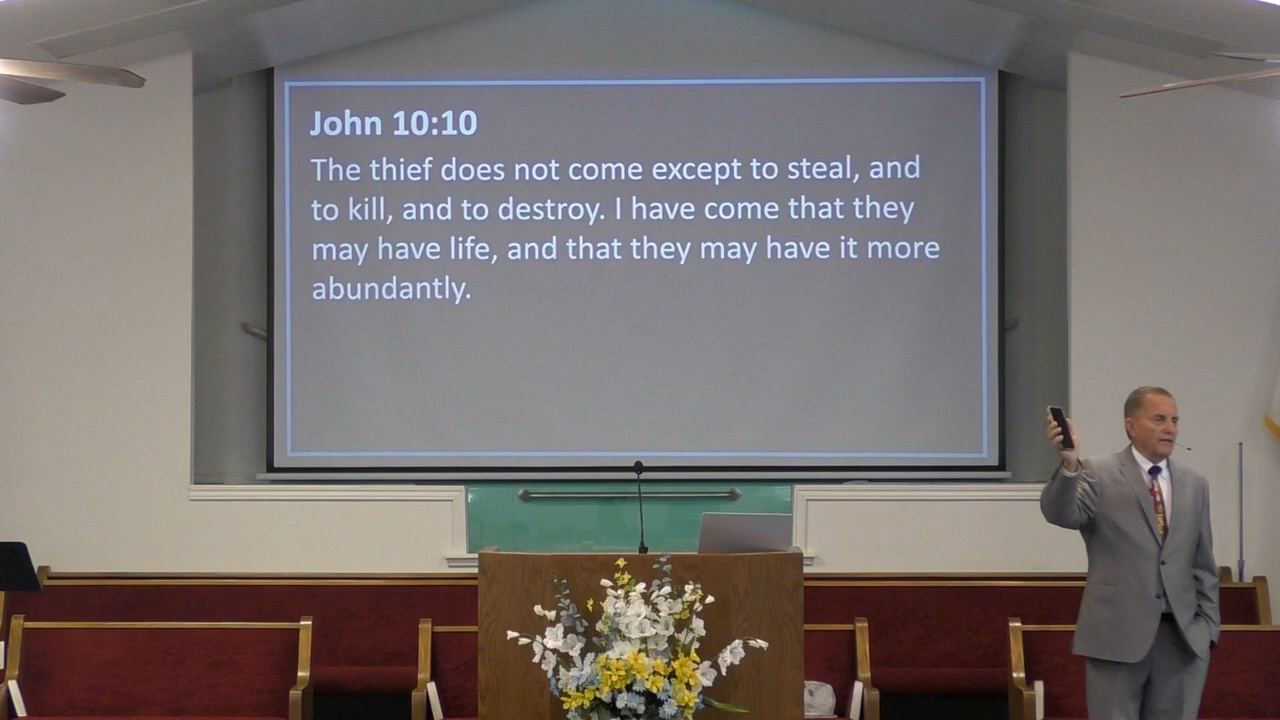 John 10:10
The thief does not come except to steal, and
to kill, and to destroy. I have come that they
may have life, and that they may have it more
abundantly.